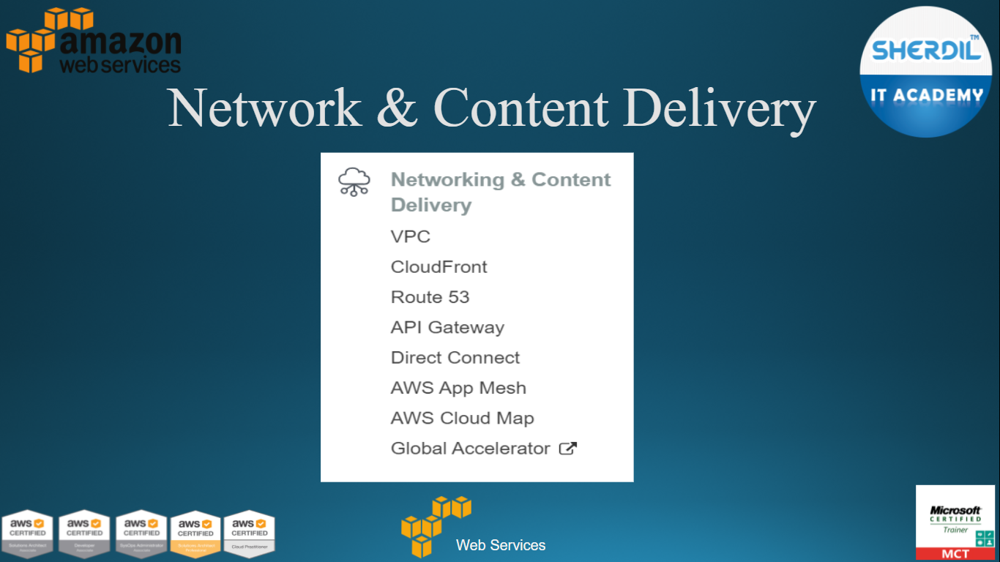 amazon
web services
SHERDIL™
IT ACADEMY
Network & Content Delivery
Networking & Content
Delivery
VPC
CloudFront
Route 53
API Gateway
Direct Connect
AWS App Mesh
AWS Cloud Map
Global Accelerator
aws
CERTIFIED
Solutions Architect
Associate
aws
CERTIFIED
Developer
Associate
aws
CERTIFIED
SysOps Administrator
Associate
aws
CERTIFIED
Professional
aws
CERTIFIED
Cloud Practitioner
Web Services
Microsoft
CERTIFIED
Trainer
MCT